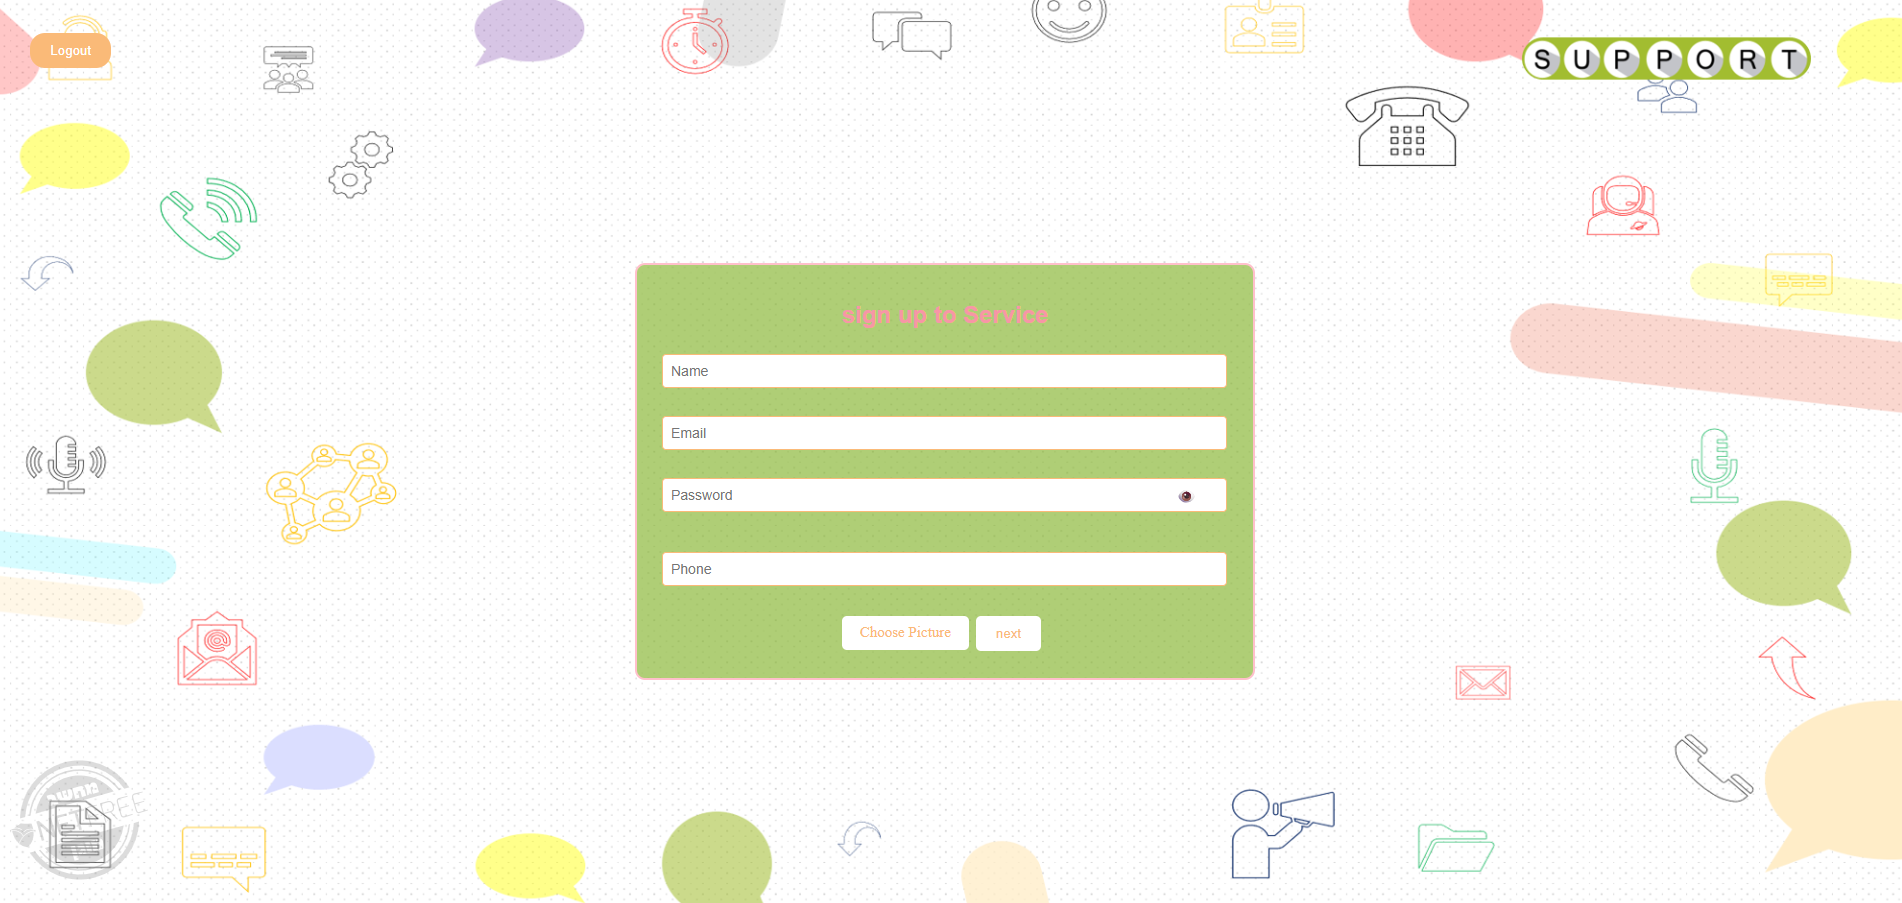 Logout
SUPPORT
sign up to Service
Name
Email
Password
Phone
Choose Picture
next